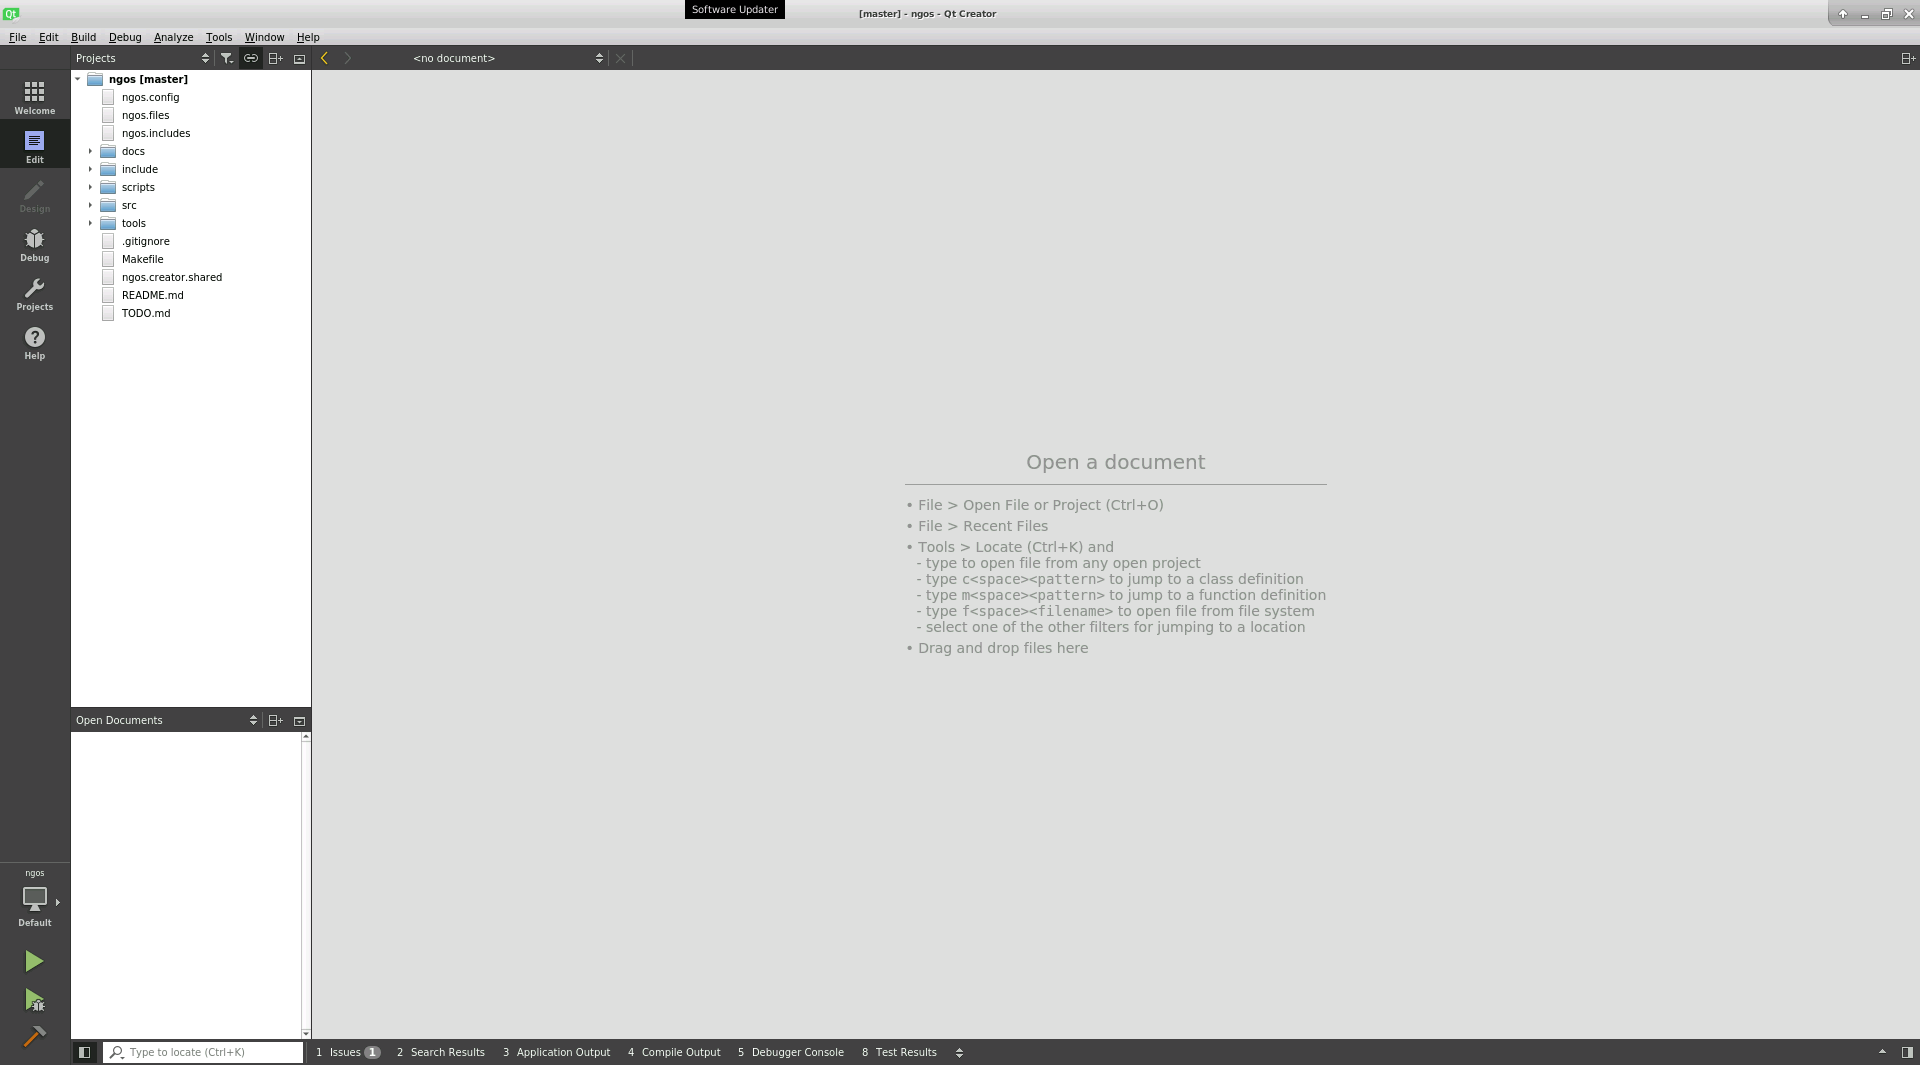 Software Updater
Qt
[master] - ngos - Qt Creator
File Edit Build Debug Analyze Tools Window Help
Projects
<no document>
Welcome
Edit
Design
Debug
Projects
Help
ngos [master]
ngos.config
ngos.files
ngos.includes
docs
include
scripts
src
tools
.gitignore
Makefile
ngos.creator.shared
README.md
TODO.md
Open a document
• File > Open File or Project (Ctrl+O)
• File > Recent Files
• Tools > Locate (Ctrl+K) and
- type to open file from any open project
- type c<space><pattern> to jump to a class definition
- type m<space><pattern> to jump to a function definition
- type f<space><filename> to open file from file system
- select one of the other filters for jumping to a location
• Drag and drop files here
Open Documents
ngos
Default
Type to locate (Ctrl+K)
1 Issues 1 2 Search Results 3 Application Output 4 Compile Output 5 Debugger Console 8 Test Results